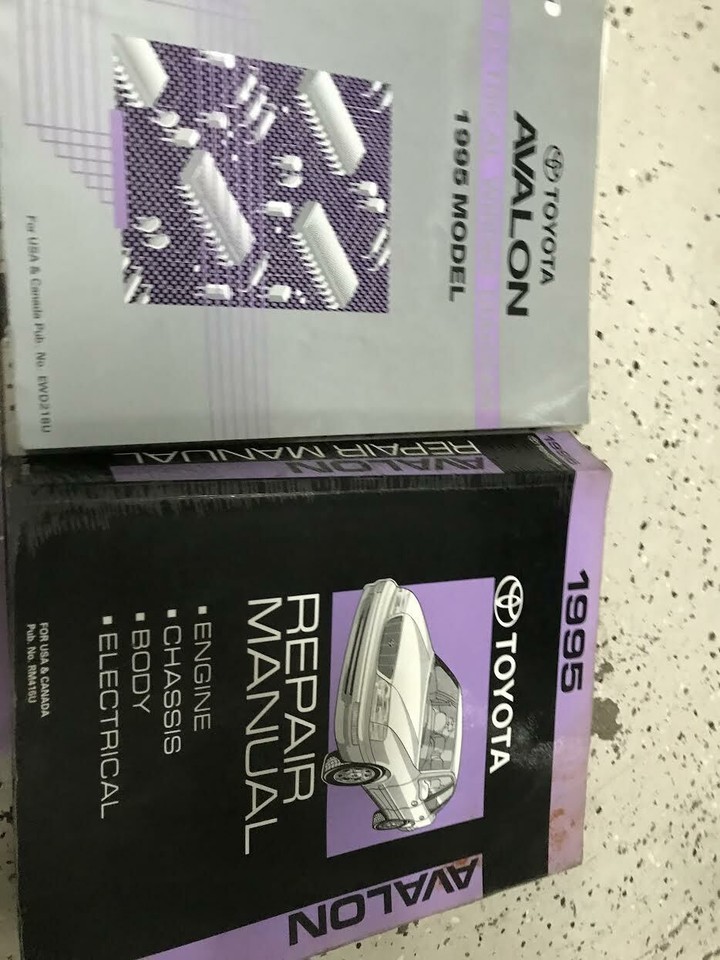 TOYOTA
AVALON
1995 MODEL
For USA & Canada Pub. No. EWD218U
AVALON
REPAIR MANUAL
1995
TOYOTA
REPAIR
MANUAL
▪ ENGINE
▪ CHASSIS
▪ BODY
▪ ELECTRICAL
FOR USA & CANADA
Pub. No. RM416U
AVALON